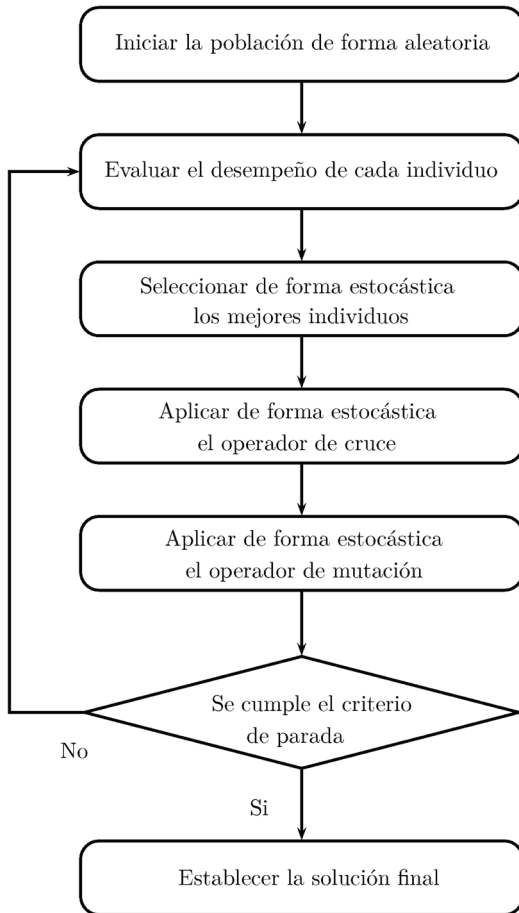 Iniciar la población de forma aleatoria
Evaluar el desempeño de cada individuo
Seleccionar de forma estocástica
los mejores individuos
Aplicar de forma estocástica
el operador de cruce
Aplicar de forma estocástica
el operador de mutación
Se cumple el criterio
de parada
No
Si
Establecer la solución final